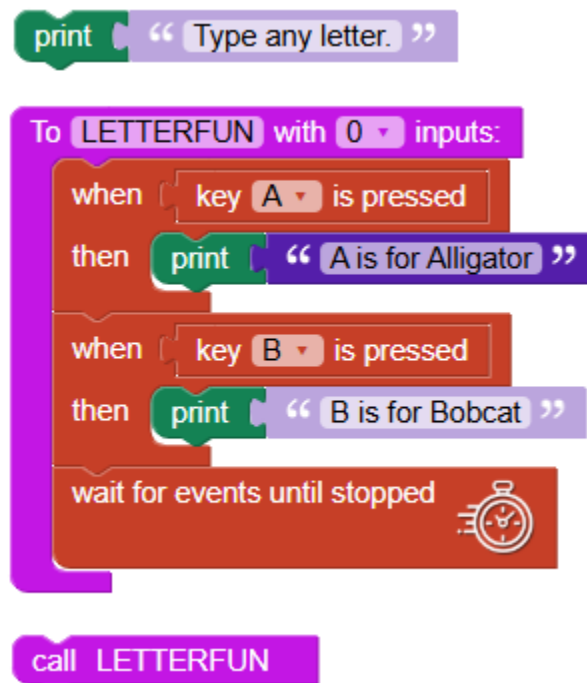 print “ Type any letter. ”
To LETTERFUN with 0 inputs:
when key A is pressed
then print “ A is for Alligator ”
when key B is pressed
then print “ B is for Bobcat ”
wait for events until stopped
call LETTERFUN